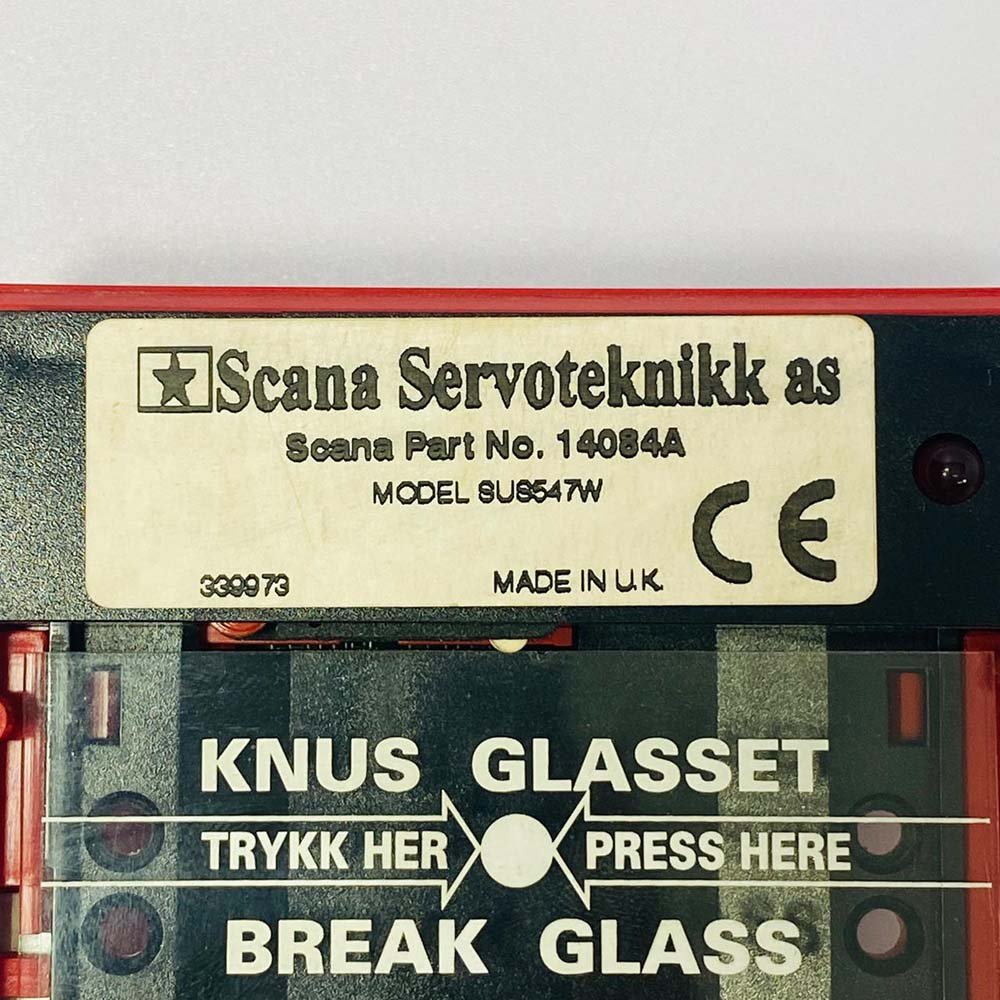 Scana Servoteknikk as
Scana Part No. 14084A
MODEL SUS547W
CE
339973 MADE IN U.K.
KNUS GLASSET
TRYKK HER PRESS HERE
BREAK GLASS